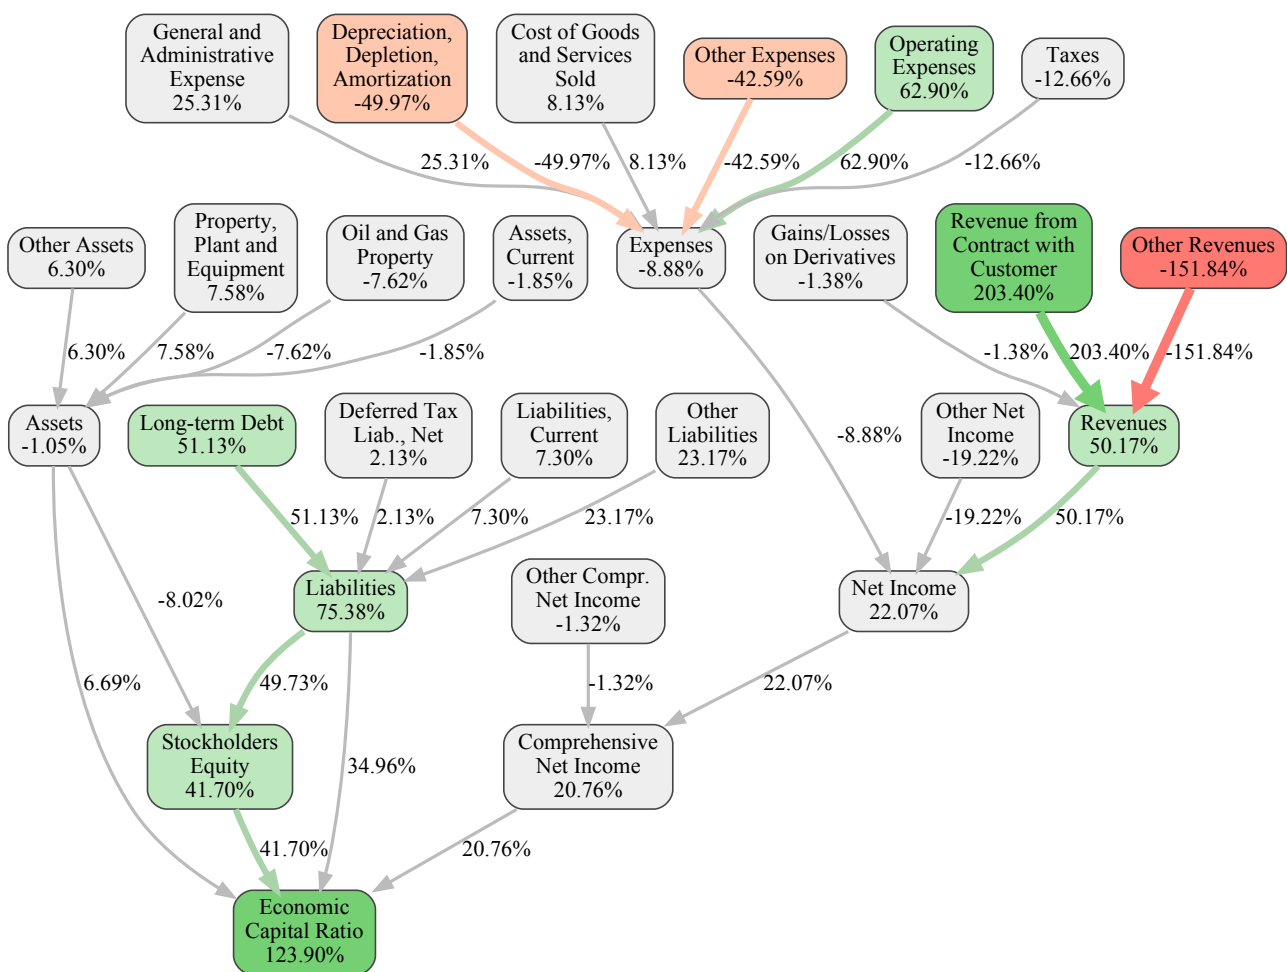 General and
Administrative
Expense
25.31%
Depreciation,
Depletion,
Amortization
-49.97%
Cost of Goods
and Services
Sold
8.13%
Other Expenses
-42.59%
Operating
Expenses
62.90%
Taxes
-12.66%
25.31%
-49.97%
8.13%
-42.59%
62.90%
-12.66%
Other Assets
6.30%
Property,
Plant and
Equipment
7.58%
Oil and Gas
Property
-7.62%
Assets,
Current
-1.85%
Expenses
-8.88%
Gains/Losses
on Derivatives
-1.38%
Revenue from
Contract with
Customer
203.40%
Other Revenues
-151.84%
6.30%
7.58%
-7.62%
-1.85%
-1.38%
203.40%
-151.84%
Assets
-1.05%
Long-term Debt
51.13%
Deferred Tax
Liab., Net
2.13%
Liabilities,
Current
7.30%
Other
Liabilities
23.17%
-8.88%
Other Net
Income
-19.22%
Revenues
50.17%
51.13%
2.13%
7.30%
23.17%
-19.22%
50.17%
-8.02%
Liabilities
75.38%
Other Compr.
Net Income
-1.32%
Net Income
22.07%
6.69%
49.73%
-1.32%
22.07%
Stockholders
Equity
41.70%
34.96%
Comprehensive
Net Income
20.76%
41.70%
20.76%
Economic
Capital Ratio
123.90%